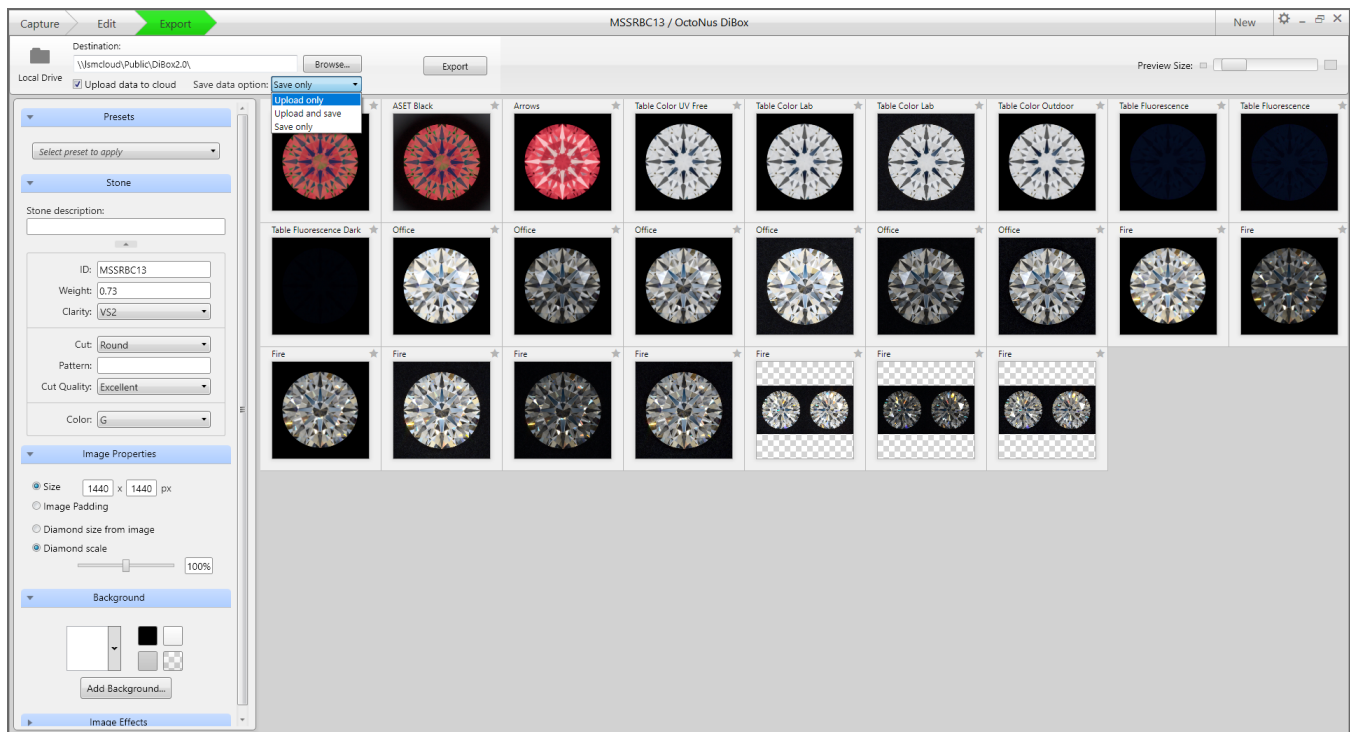 Capture Edit Export MSSRBC13 / OctoNus DiBox New
Destination:
\\lsmcloud\Public\DiBox2.0\ Browse... Export Preview Size:
Local Drive
Upload data to cloud Save data option: Save only
Upload only
Upload and save
Save only
Presets
Select preset to apply
Stone
Stone description:
ID: MSSRBC13
Weight: 0.73
Clarity: VS2
Cut: Round
Pattern:
Cut Quality: Excellent
Color: G
Image Properties
Size 1440 x 1440 px
Image Padding
Diamond size from image
Diamond scale
100%
Background
Add Background...
Image Effects
ASET Black Arrows Table Color UV Free Table Color Lab Table Color Lab Table Color Outdoor Table Fluorescence Table Fluorescence
Table Fluorescence Dark Office Office Office Office Office Office Fire Fire
Fire Fire Fire Fire Fire Fire Fire